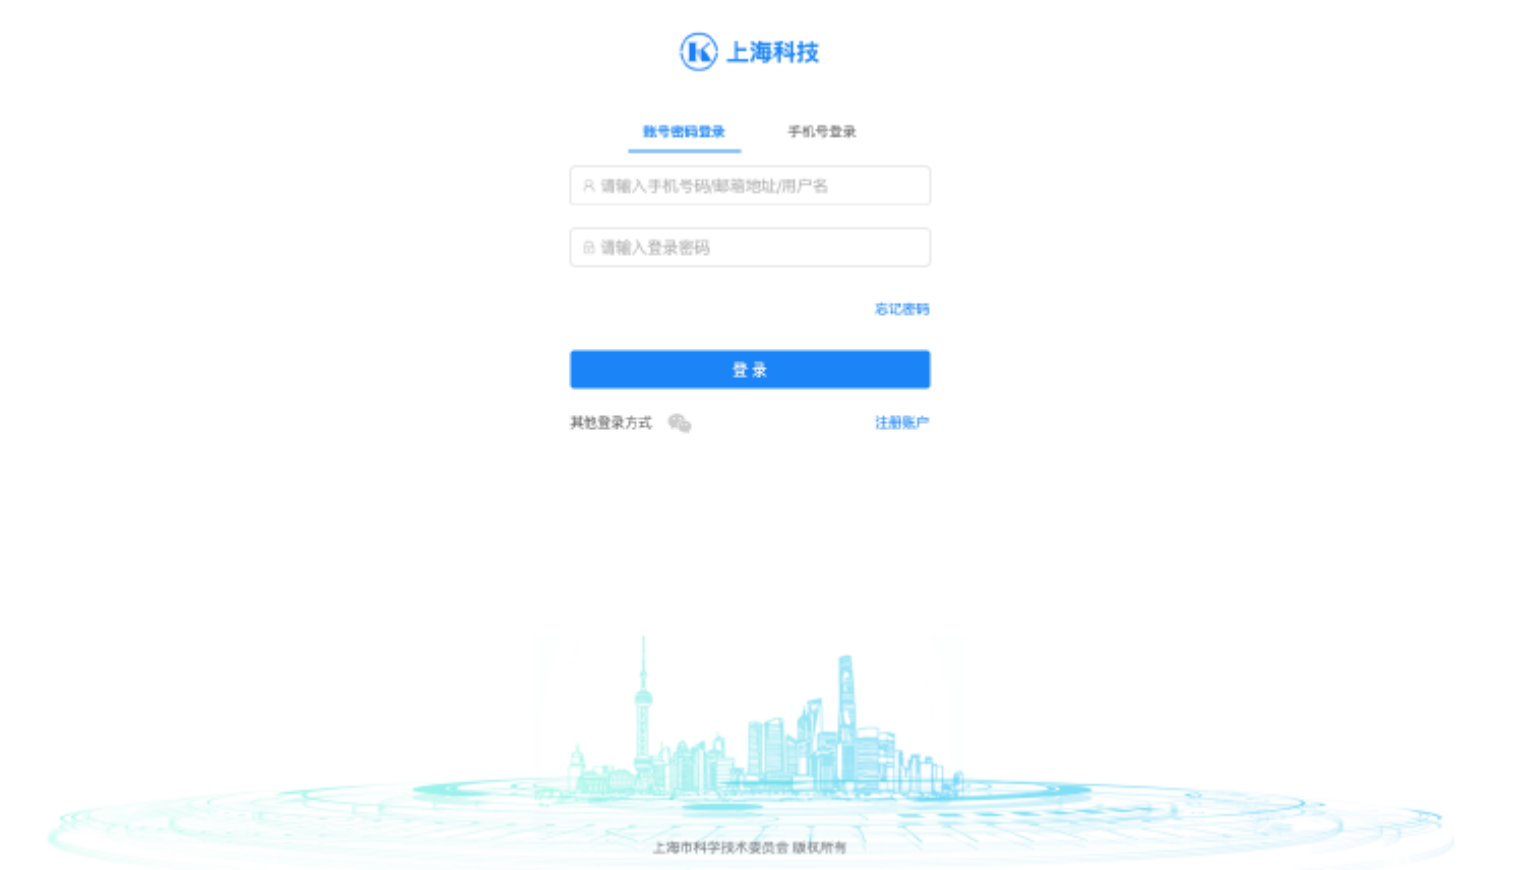 上海科技
账号密码登录 手机号登录
请输入手机号码/邮箱地址/用户名
请输入登录密码
忘记密码
登录
其他登录方式 注册账户
上海市科学技术委员会 版权所有